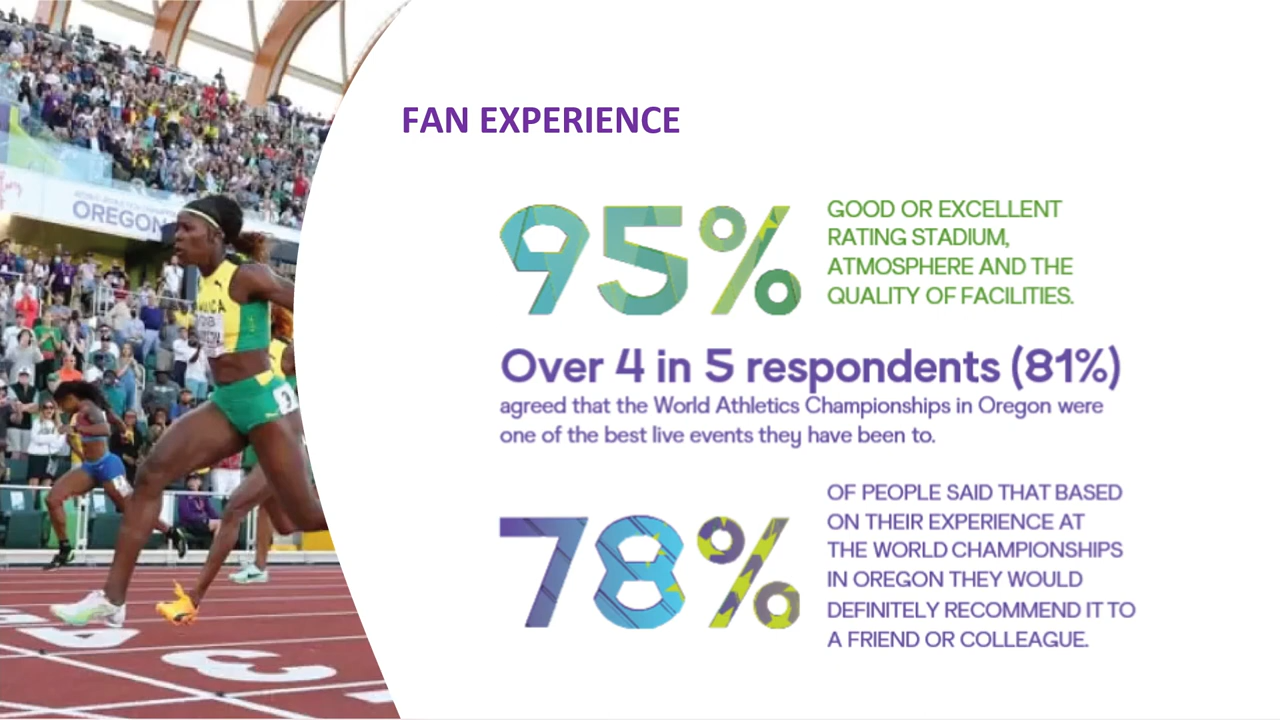 FAN EXPERIENCE
95%
GOOD OR EXCELLENT
RATING STADIUM,
ATMOSPHERE AND THE
QUALITY OF FACILITIES.
Over 4 in 5 respondents (81%)
agreed that the World Athletics Championships in Oregon were
one of the best live events they have been to.
78%
OF PEOPLE SAID THAT BASED
ON THEIR EXPERIENCE AT
THE WORLD CHAMPIONSHIPS
IN OREGON THEY WOULD
DEFINITELY RECOMMEND IT TO
A FRIEND OR COLLEAGUE.
OREGON
3